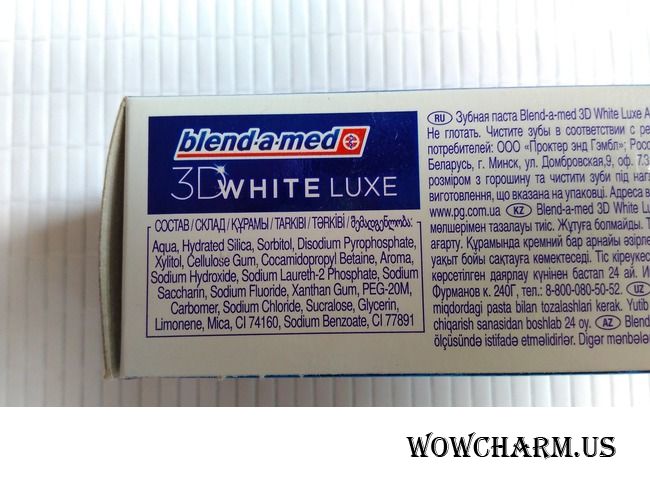 blend-a-med
3DWHITE LUXE
СОСТАВ / СКЛАД / ҚҰРАМЫ / TARKIBI / TƏRKİBİ / შემადგენლობა:
Aqua, Hydrated Silica, Sorbitol, Disodium Pyrophosphate,
Xylitol, Cellulose Gum, Cocamidopropyl Betaine, Aroma,
Sodium Hydroxide, Sodium Laureth-2 Phosphate, Sodium
Saccharin, Sodium Fluoride, Xanthan Gum, PEG-20M,
Carbomer, Sodium Chloride, Sucralose, Glycerin,
Limonene, Mica, CI 74160, Sodium Benzoate, CI 77891
RU Зубная паста Blend-a-med 3D White Luxe
Не глотать. Чистите зубы в соответствии с
потребителей: ООО «Проктер энд Гэмбл»;
Беларусь, г. Минск, ул. Домбровская,9, оф. 7.3
розміром з горошину та чистити зуби під
виготовлення, що вказана на упаковці. Адреса
www.pg.com.ua KZ Blend-a-med 3D White
мөлшерімен тазалауы тиіс. Жұтуға болмайды.
ағарту. Құрамында кремний бар арнайы
уақыт бойы сақтауға көмектеседі. Тіс
көрсетілген даярлау күнінен бастап 24 ай.
Фурманов к. 240Г, тел.: 8-800-080-50-52. UZ
miqdordagi pasta bilan tozalashlari kerak. Yutib
chiqarish sanasidan boshlab 24 oy. AZ
ölçüsündə istifadə etməlidirlər. Digər
WOWCHARM.US